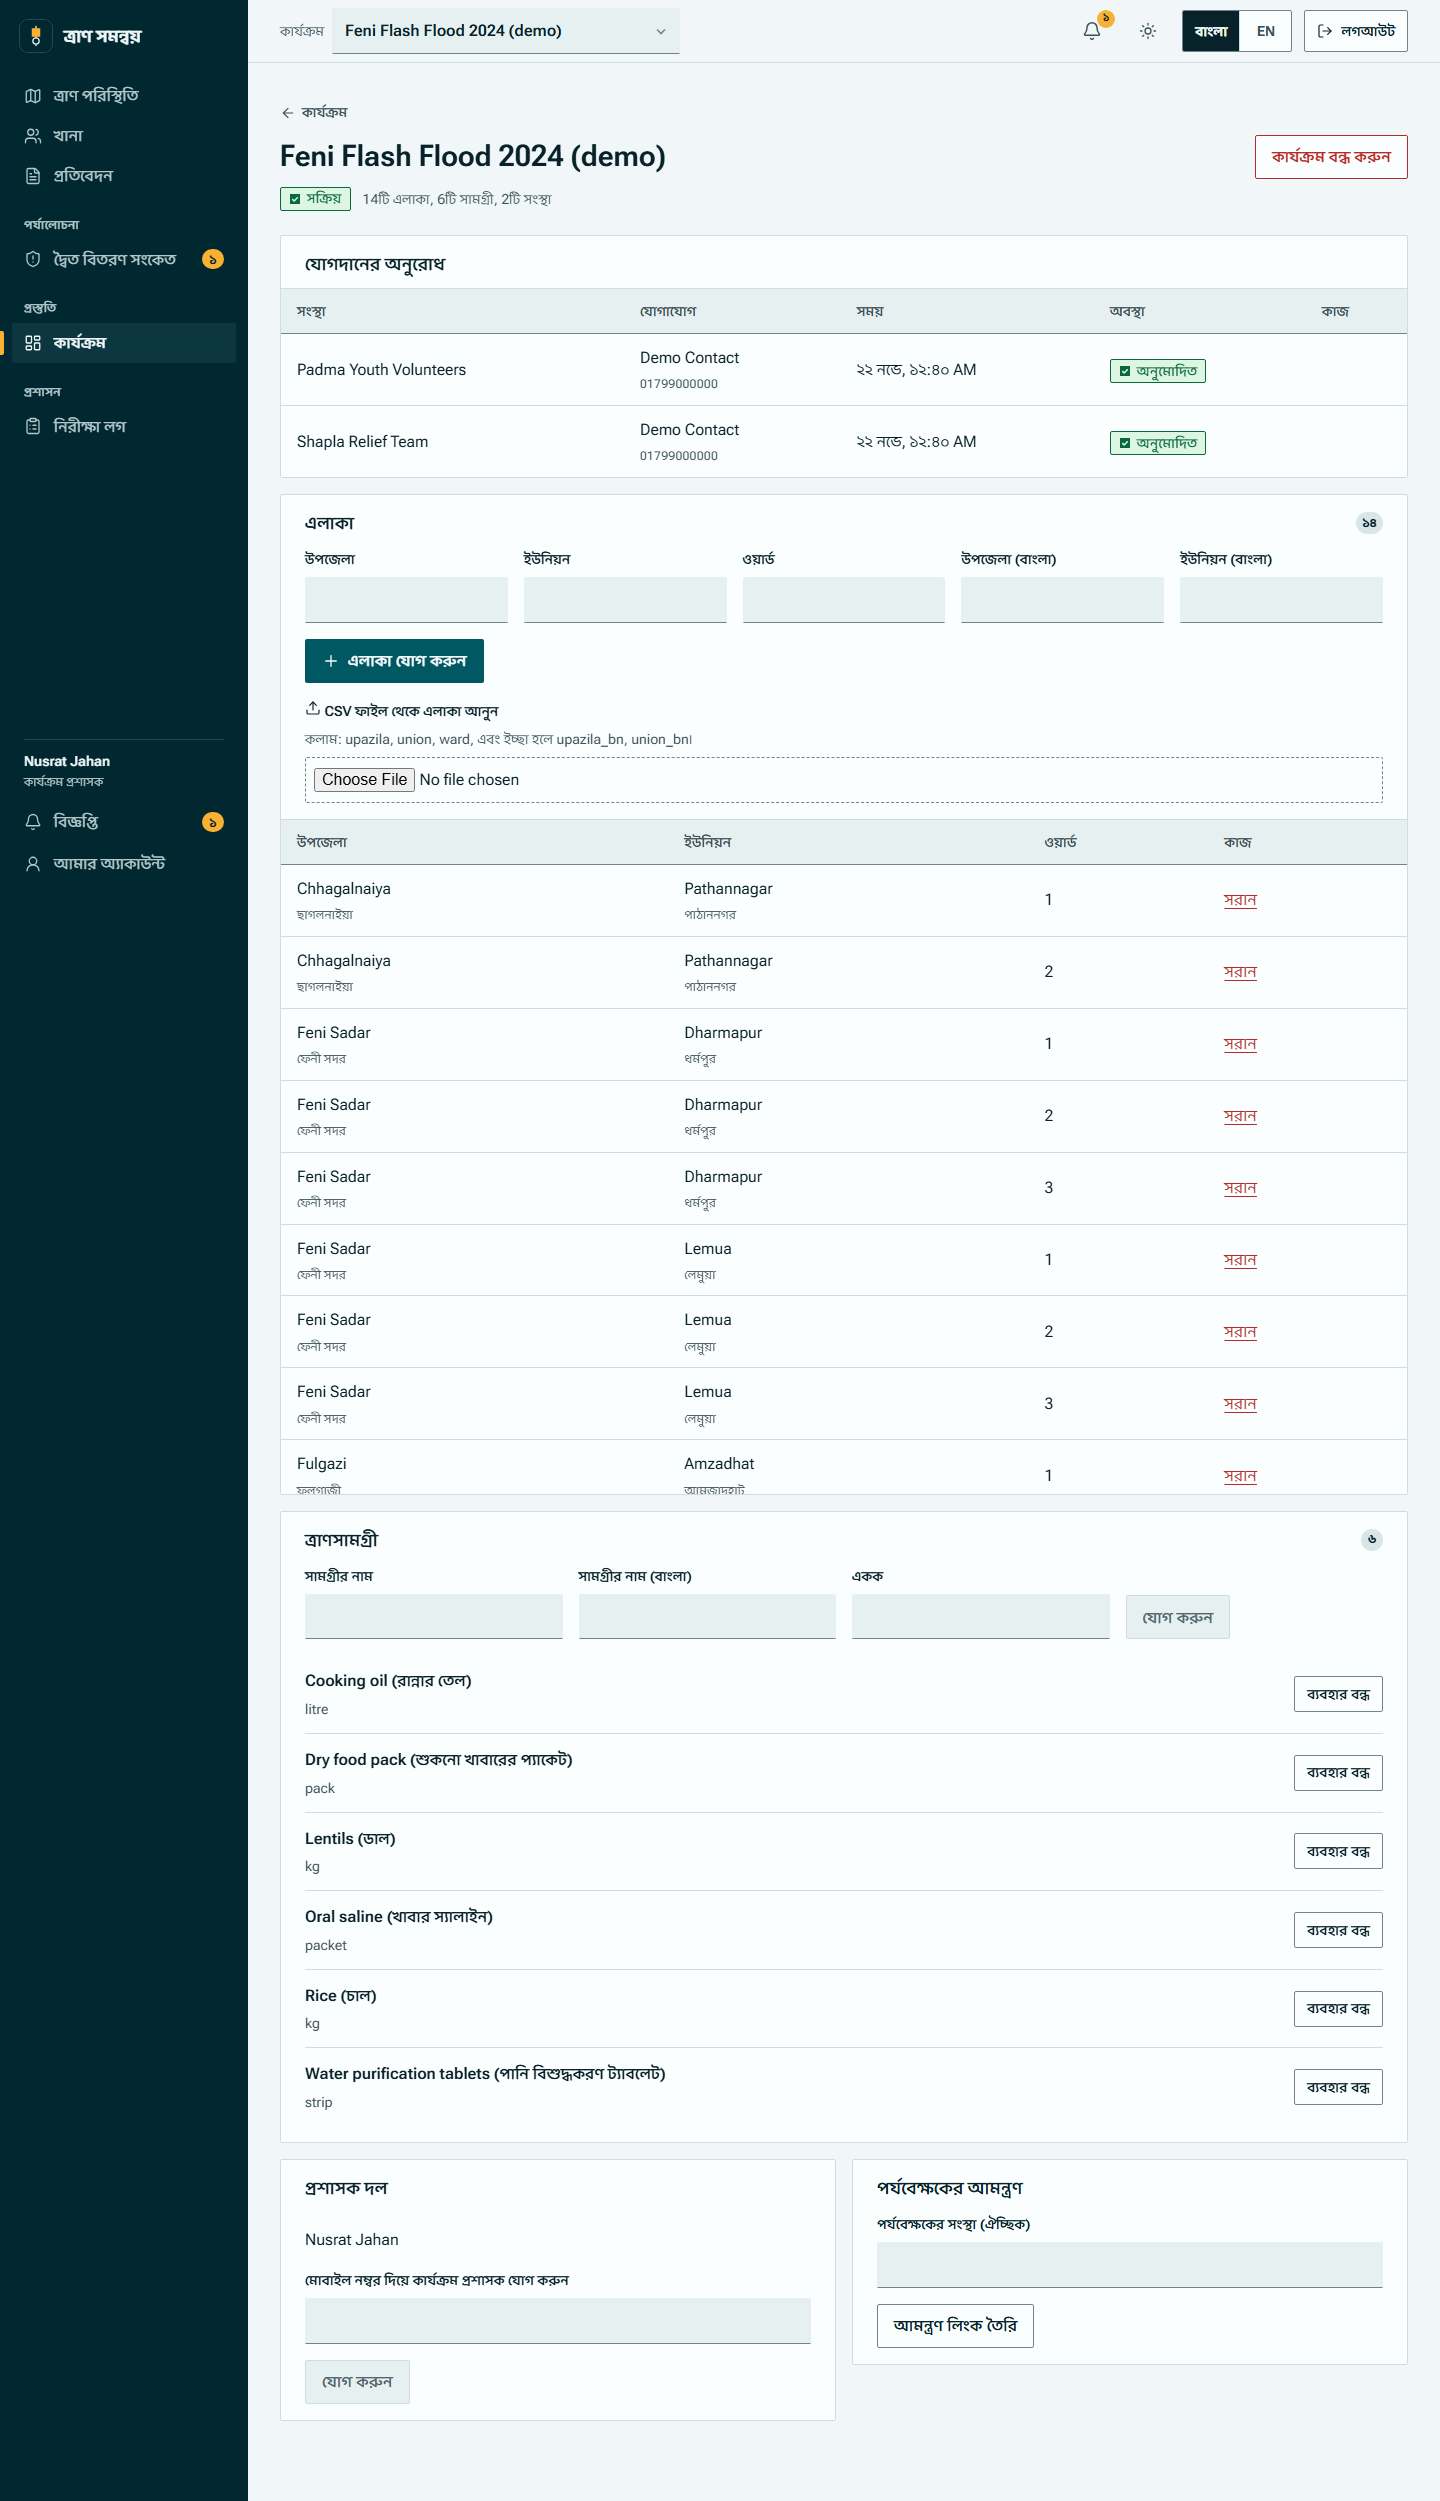 ত্রাণ সমন্বয়
ত্রাণ পরিস্থিতি
খানা
প্রতিবেদন
পর্যালোচনা
দ্বৈত বিতরণ সংকেত ১
প্রস্তুতি
কার্যক্রম
প্রশাসন
নিরীক্ষা লগ
Nusrat Jahan
কার্যক্রম প্রশাসক
বিজ্ঞপ্তি ১
আমার অ্যাকাউন্ট
কার্যক্রম Feni Flash Flood 2024 (demo) ১ বাংলা EN লগআউট
কার্যক্রম
Feni Flash Flood 2024 (demo) কার্যক্রম বন্ধ করুন
সক্রিয় 14টি এলাকা, 6টি সামগ্রী, 2টি সংস্থা
যোগদানের অনুরোধ
সংস্থা যোগাযোগ সময় অবস্থা কাজ
Padma Youth Volunteers Demo Contact ২২ নভে, ১২:৪০ AM অনুমোদিত
01799000000
Shapla Relief Team Demo Contact ২২ নভে, ১২:৪০ AM অনুমোদিত
01799000000
এলাকা ১৪
উপজেলা ইউনিয়ন ওয়ার্ড উপজেলা (বাংলা) ইউনিয়ন (বাংলা)
এলাকা যোগ করুন
CSV ফাইল থেকে এলাকা আনুন
কলাম: upazila, union, ward, এবং ইচ্ছা হলে upazila_bn, union_bn।
Choose File No file chosen
উপজেলা ইউনিয়ন ওয়ার্ড কাজ
Chhagalnaiya Pathannagar 1 সরান
ছাগলনাইয়া পাঠাননগর
Chhagalnaiya Pathannagar 2 সরান
ছাগলনাইয়া পাঠাননগর
Feni Sadar Dharmapur 1 সরান
ফেনী সদর ধর্মপুর
Feni Sadar Dharmapur 2 সরান
ফেনী সদর ধর্মপুর
Feni Sadar Dharmapur 3 সরান
ফেনী সদর ধর্মপুর
Feni Sadar Lemua 1 সরান
ফেনী সদর লেমুয়া
Feni Sadar Lemua 2 সরান
ফেনী সদর লেমুয়া
Feni Sadar Lemua 3 সরান
ফেনী সদর লেমুয়া
Fulgazi Amzadhat 1 সরান
ফুলগাজী আমজাদহাট
ত্রাণসামগ্রী ৬
সামগ্রীর নাম সামগ্রীর নাম (বাংলা) একক
যোগ করুন
Cooking oil (রান্নার তেল) ব্যবহার বন্ধ
litre
Dry food pack (শুকনো খাবারের প্যাকেট) ব্যবহার বন্ধ
pack
Lentils (ডাল) ব্যবহার বন্ধ
kg
Oral saline (খাবার স্যালাইন) ব্যবহার বন্ধ
packet
Rice (চাল) ব্যবহার বন্ধ
kg
Water purification tablets (পানি বিশুদ্ধকরণ ট্যাবলেট) ব্যবহার বন্ধ
strip
প্রশাসক দল
Nusrat Jahan
মোবাইল নম্বর দিয়ে কার্যক্রম প্রশাসক যোগ করুন
যোগ করুন
পর্যবেক্ষকের আমন্ত্রণ
পর্যবেক্ষকের সংস্থা (ঐচ্ছিক)
আমন্ত্রণ লিংক তৈরি